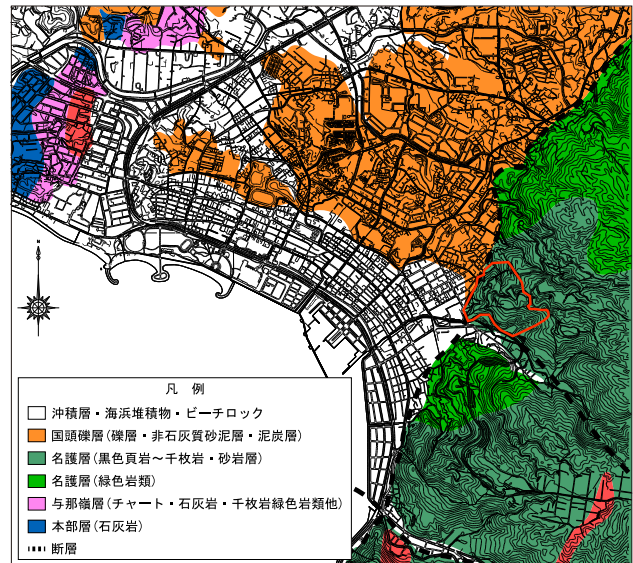 凡 例
沖積層・海浜堆積物・ビーチロック
国頭礫層(礫層・非石灰質砂泥層・泥炭層)
名護層(黒色頁岩～千枚岩・砂岩層)
名護層(緑色岩類)
与那嶺層(チャート・石灰岩・千枚岩緑色岩類他)
本部層(石灰岩)
断層